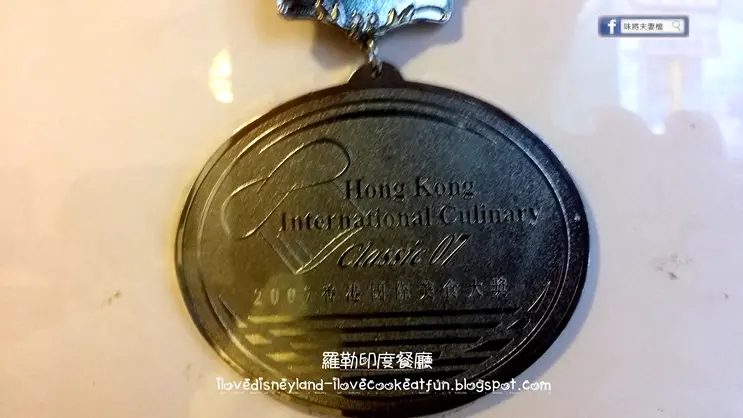 味將夫妻檔
Hong Kong
International Culinary
Classic 07
2007香港國際美食大獎
羅勒印度餐廳
ilovedisneyland-ilovecookeatfun.blogspot.com